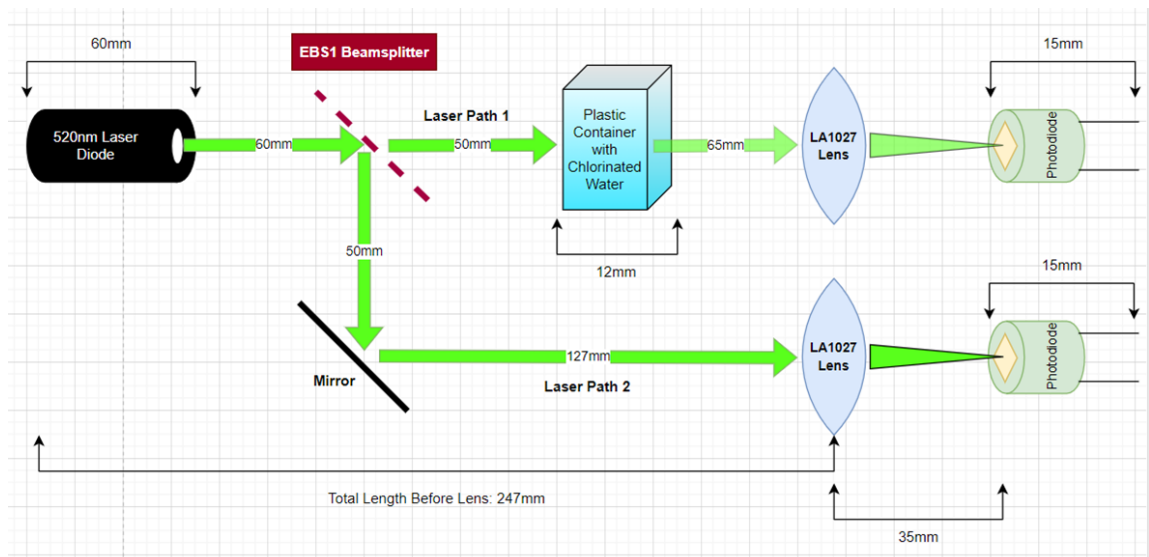 60mm
EBS1 Beamsplitter
15mm
520nm Laser
Diode
60mm
Laser Path 1
50mm
Plastic
Container
with
Chlorinated
Water
65mm
LA1027
Lens
Photodiode
50mm
12mm
15mm
Mirror
127mm
Laser Path 2
LA1027
Lens
Photodiode
Total Length Before Lens: 247mm
35mm